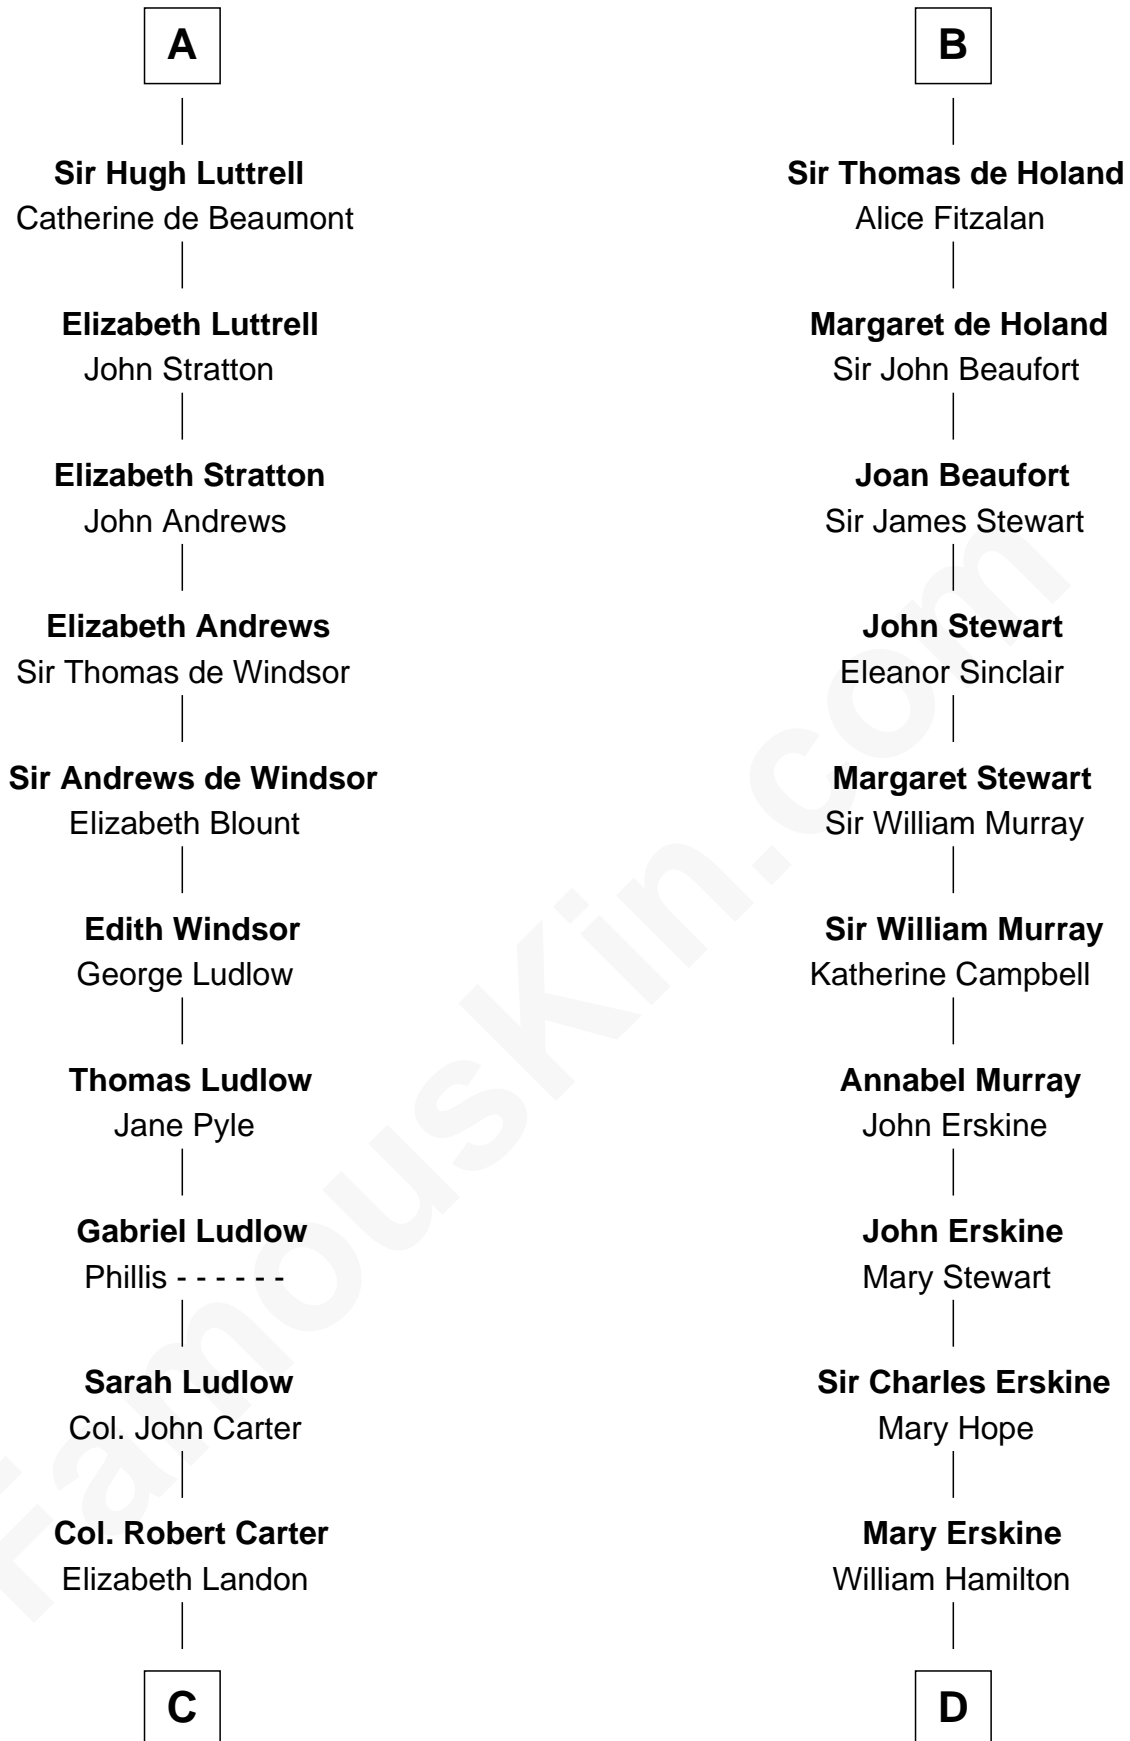 A
Sir Hugh Luttrell
Catherine de Beaumont
Elizabeth Luttrell
John Stratton
Elizabeth Stratton
John Andrews
Elizabeth Andrews
Sir Thomas de Windsor
Sir Andrews de Windsor
Elizabeth Blount
Edith Windsor
George Ludlow
Thomas Ludlow
Jane Pyle
Gabriel Ludlow
Phillis - - - - - -
Sarah Ludlow
Col. John Carter
Col. Robert Carter
Elizabeth Landon
C
B
Sir Thomas de Holand
Alice Fitzalan
Margaret de Holand
Sir John Beaufort
Joan Beaufort
Sir James Stewart
John Stewart
Eleanor Sinclair
Margaret Stewart
Sir William Murray
Sir William Murray
Katherine Campbell
Annabel Murray
John Erskine
John Erskine
Mary Stewart
Sir Charles Erskine
Mary Hope
Mary Erskine
William Hamilton
D
FamousKin.com